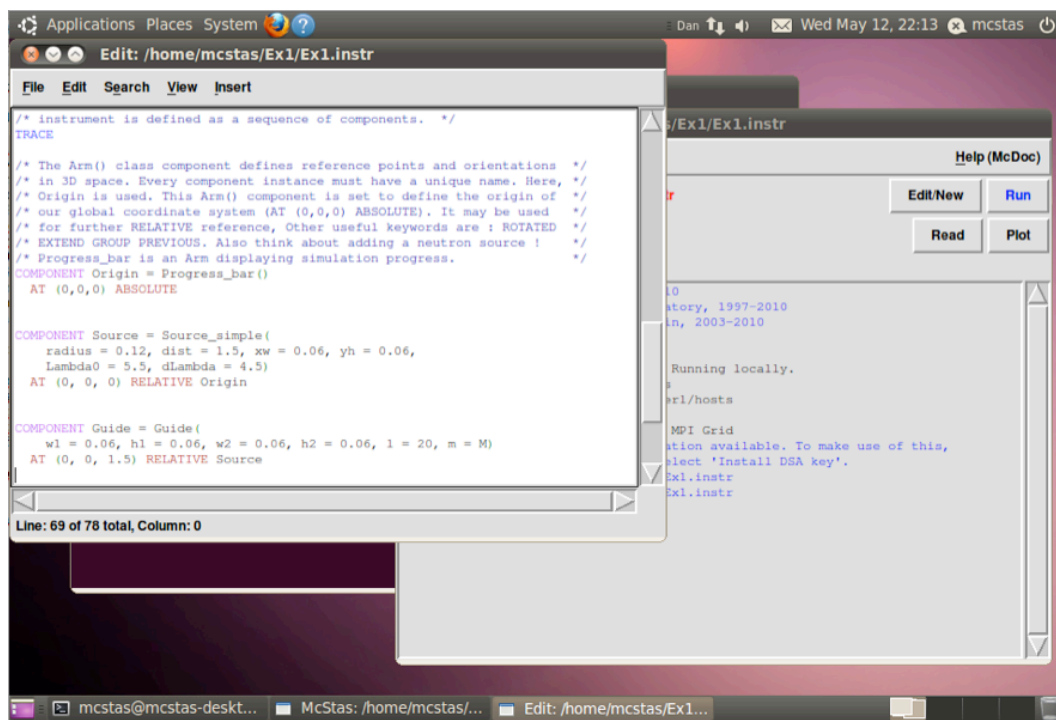 Applications Places System
Dan
Wed May 12, 22:13
mcstas
Edit: /home/mcstas/Ex1/Ex1.instr
File Edit Search View Insert
/* instrument is defined as a sequence of components. */
TRACE
/* The Arm() class component defines reference points and orientations */
/* in 3D space. Every component instance must have a unique name. Here, */
/* Origin is used. This Arm() component is set to define the origin of */
/* our global coordinate system (AT (0,0,0) ABSOLUTE). It may be used */
/* for further RELATIVE reference, Other useful keywords are : ROTATED */
/* EXTEND GROUP PREVIOUS. Also think about adding a neutron source ! */
/* Progress_bar is an Arm displaying simulation progress. */
COMPONENT Origin = Progress_bar()
AT (0,0,0) ABSOLUTE
COMPONENT Source = Source_simple(
radius = 0.12, dist = 1.5, xw = 0.06, yh = 0.06,
Lambda0 = 5.5, dLambda = 4.5)
AT (0, 0, 0) RELATIVE Origin
COMPONENT Guide = Guide(
w1 = 0.06, h1 = 0.06, w2 = 0.06, h2 = 0.06, l = 20, m = M)
AT (0, 0, 1.5) RELATIVE Source
Line: 69 of 78 total, Column: 0
s/Ex1/Ex1.instr
Help (McDoc)
Edit/New Run
Read Plot
10
atory, 1997-2010
in, 2003-2010
Running locally.
erl/hosts
MPI Grid
ation available. To make use of this,
elect 'Install DSA key'.
Ex1.instr
Ex1.instr
mcstas@mcstas-deskt...
McStas: /home/mcstas/...
Edit: /home/mcstas/Ex1...